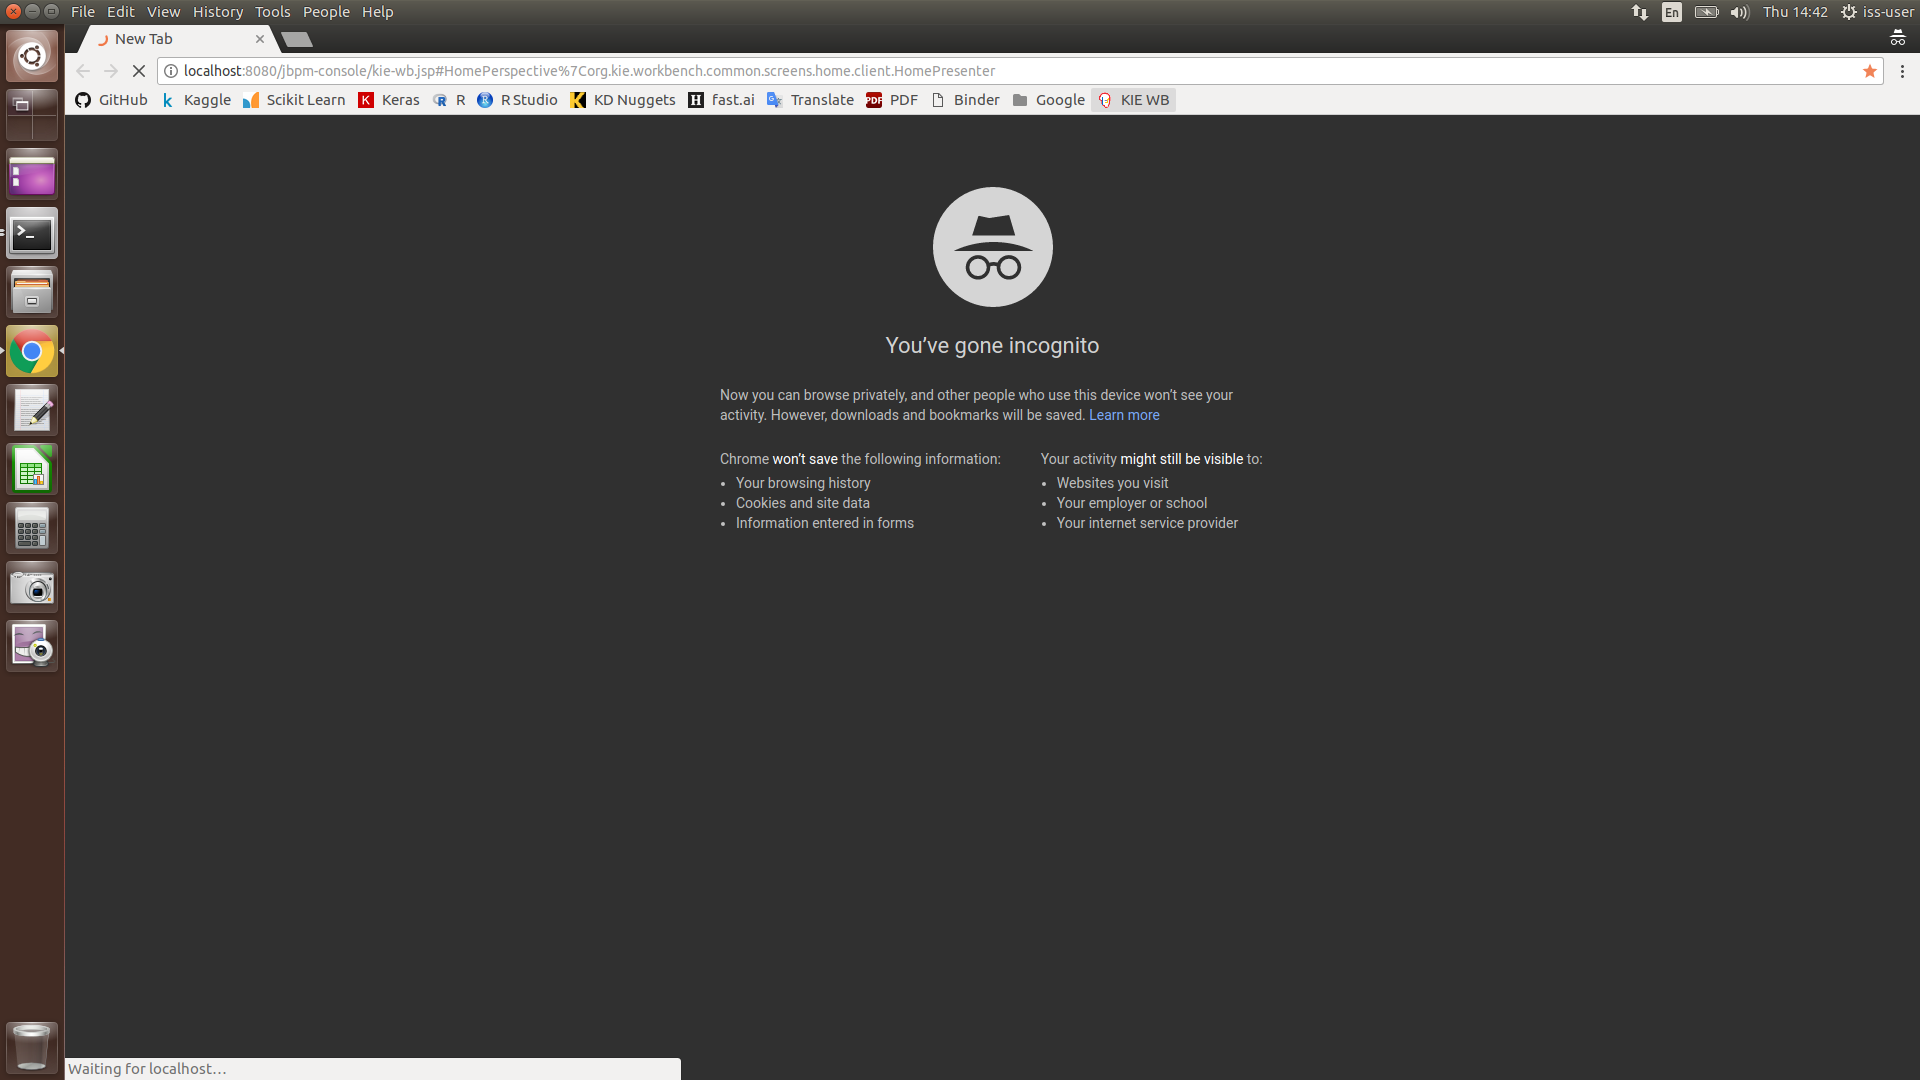 File Edit View History Tools People Help
En
Thu 14:42
iss-user
New Tab
localhost:8080/jbpm-console/kie-wb.jsp#HomePerspective%7Corg.kie.workbench.common.screens.home.client.HomePresenter
GitHub
k Kaggle
Scikit Learn
K Keras
R R
R R Studio
K KD Nuggets
H fast.ai
Translate
PDF PDF
Binder
Google
KIE WB
You’ve gone incognito
Now you can browse privately, and other people who use this device won’t see your
activity. However, downloads and bookmarks will be saved. Learn more
Chrome won’t save the following information:
• Your browsing history
• Cookies and site data
• Information entered in forms
Your activity might still be visible to:
• Websites you visit
• Your employer or school
• Your internet service provider
Waiting for localhost…